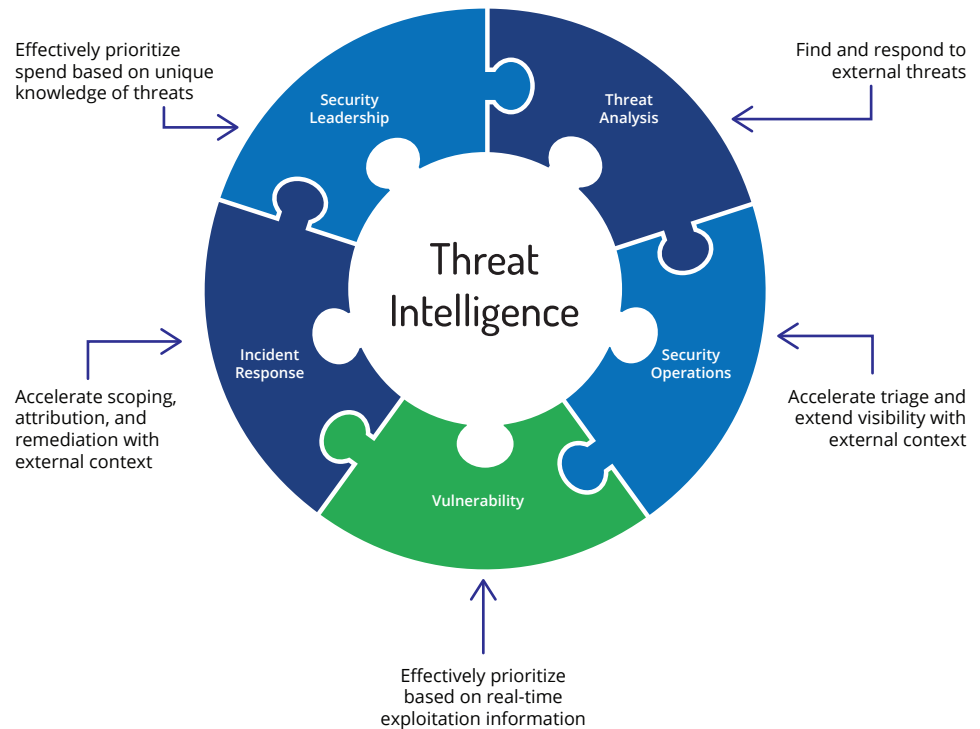 Effectively prioritize
spend based on unique
knowledge of threats
Security
Leadership
Threat
Analysis
Find and respond to
external threats
Threat
Intelligence
Incident
Response
Security
Operations
Accelerate scoping,
attribution, and
remediation with
external context
Accelerate triage and
extend visibility with
external context
Vulnerability
Effectively prioritize
based on real-time
exploitation information